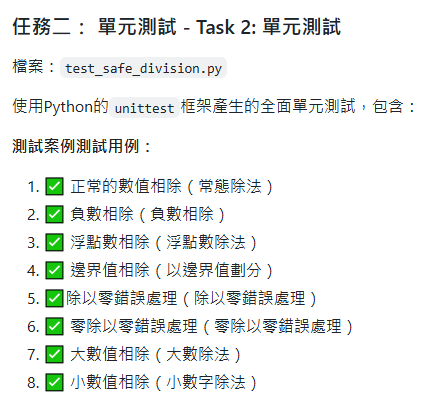 任務二： 單元測試 - Task 2: 單元測試
檔案：test_safe_division.py
使用Python的 unittest 框架產生的全面單元測試，包含：
測試案例測試用例：
1. ✅ 正常的數值相除（常態除法）
2. ✅ 負數相除（負數相除）
3. ✅ 浮點數相除（浮點數除法）
4. ✅ 邊界值相除（以邊界值劃分）
5. ✅除以零錯誤處理（除以零錯誤處理）
6. ✅ 零除以零錯誤處理（零除以零錯誤處理）
7. ✅ 大數值相除（大數除法）
8. ✅ 小數值相除（小數字除法）